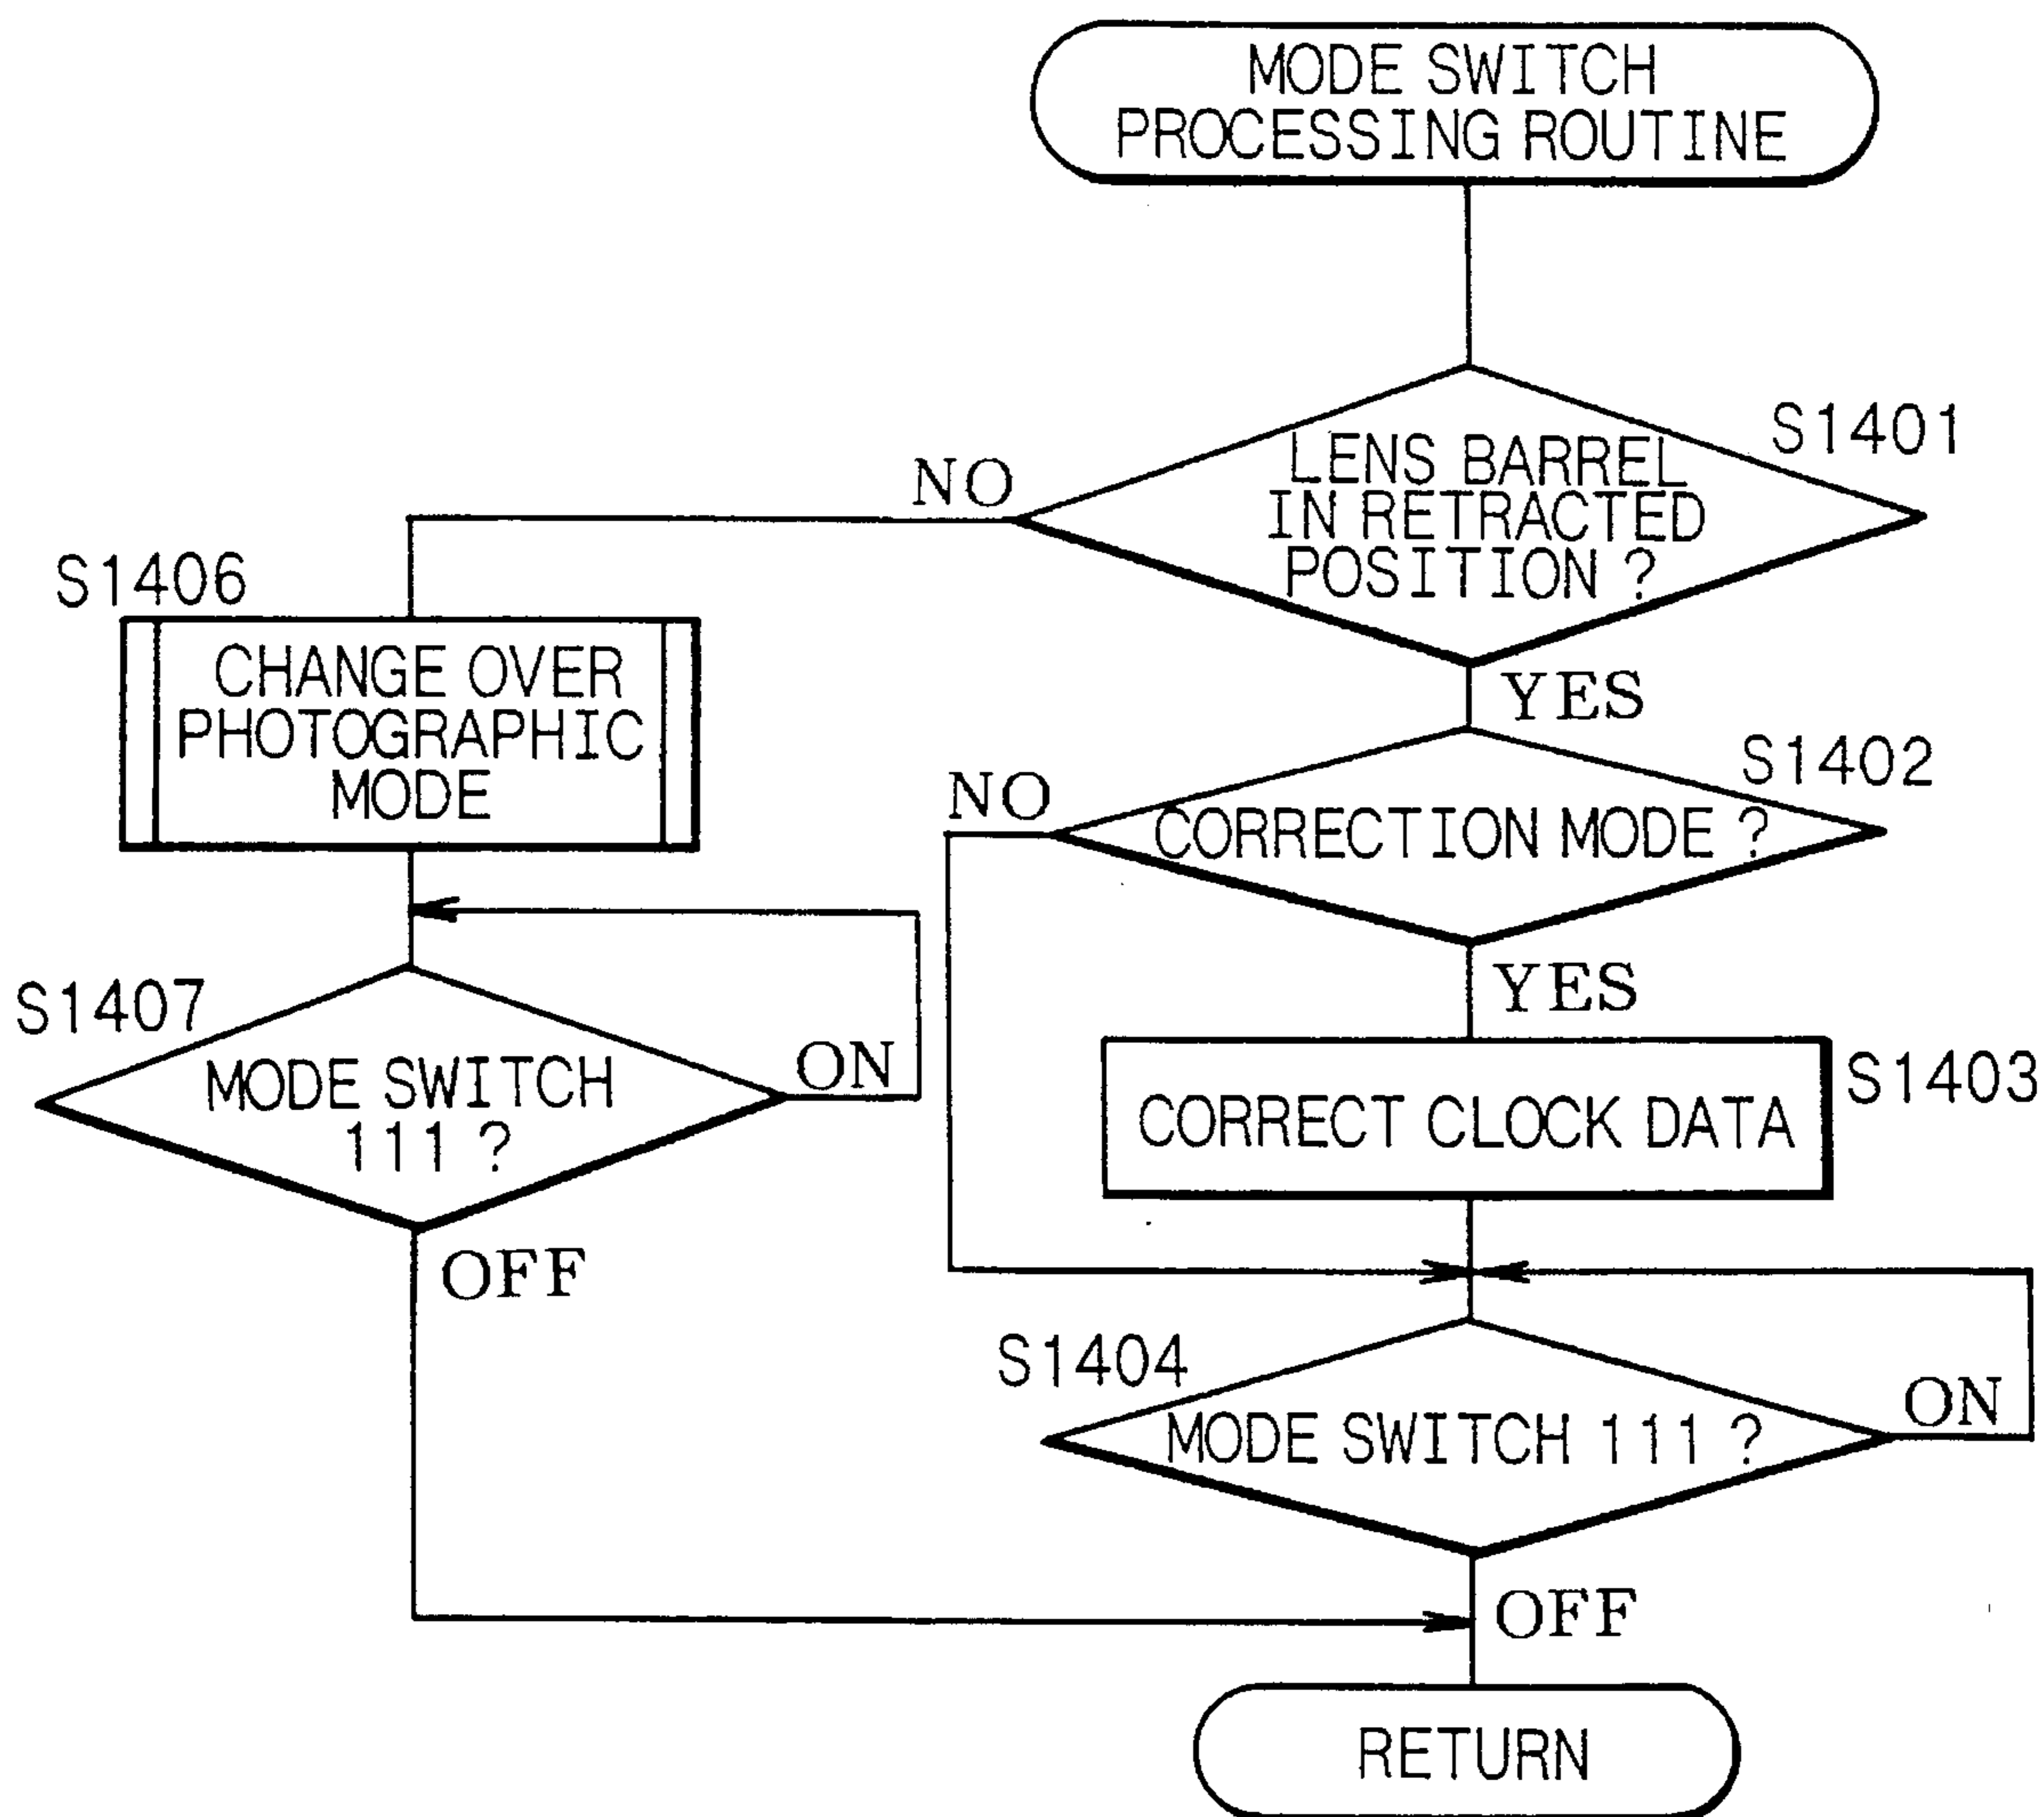 MODE SWITCH
PROCESSING ROUTINE
S1401
LENS BARREL
IN RETRACTED
POSITION ?
NO
YES
S1406
CHANGE OVER
PHOTOGRAPHIC
MODE
S1402
CORRECTION MODE ?
NO
YES
S1407
MODE SWITCH
111 ?
ON
OFF
S1403
CORRECT CLOCK DATA
S1404
MODE SWITCH 111 ?
ON
OFF
RETURN